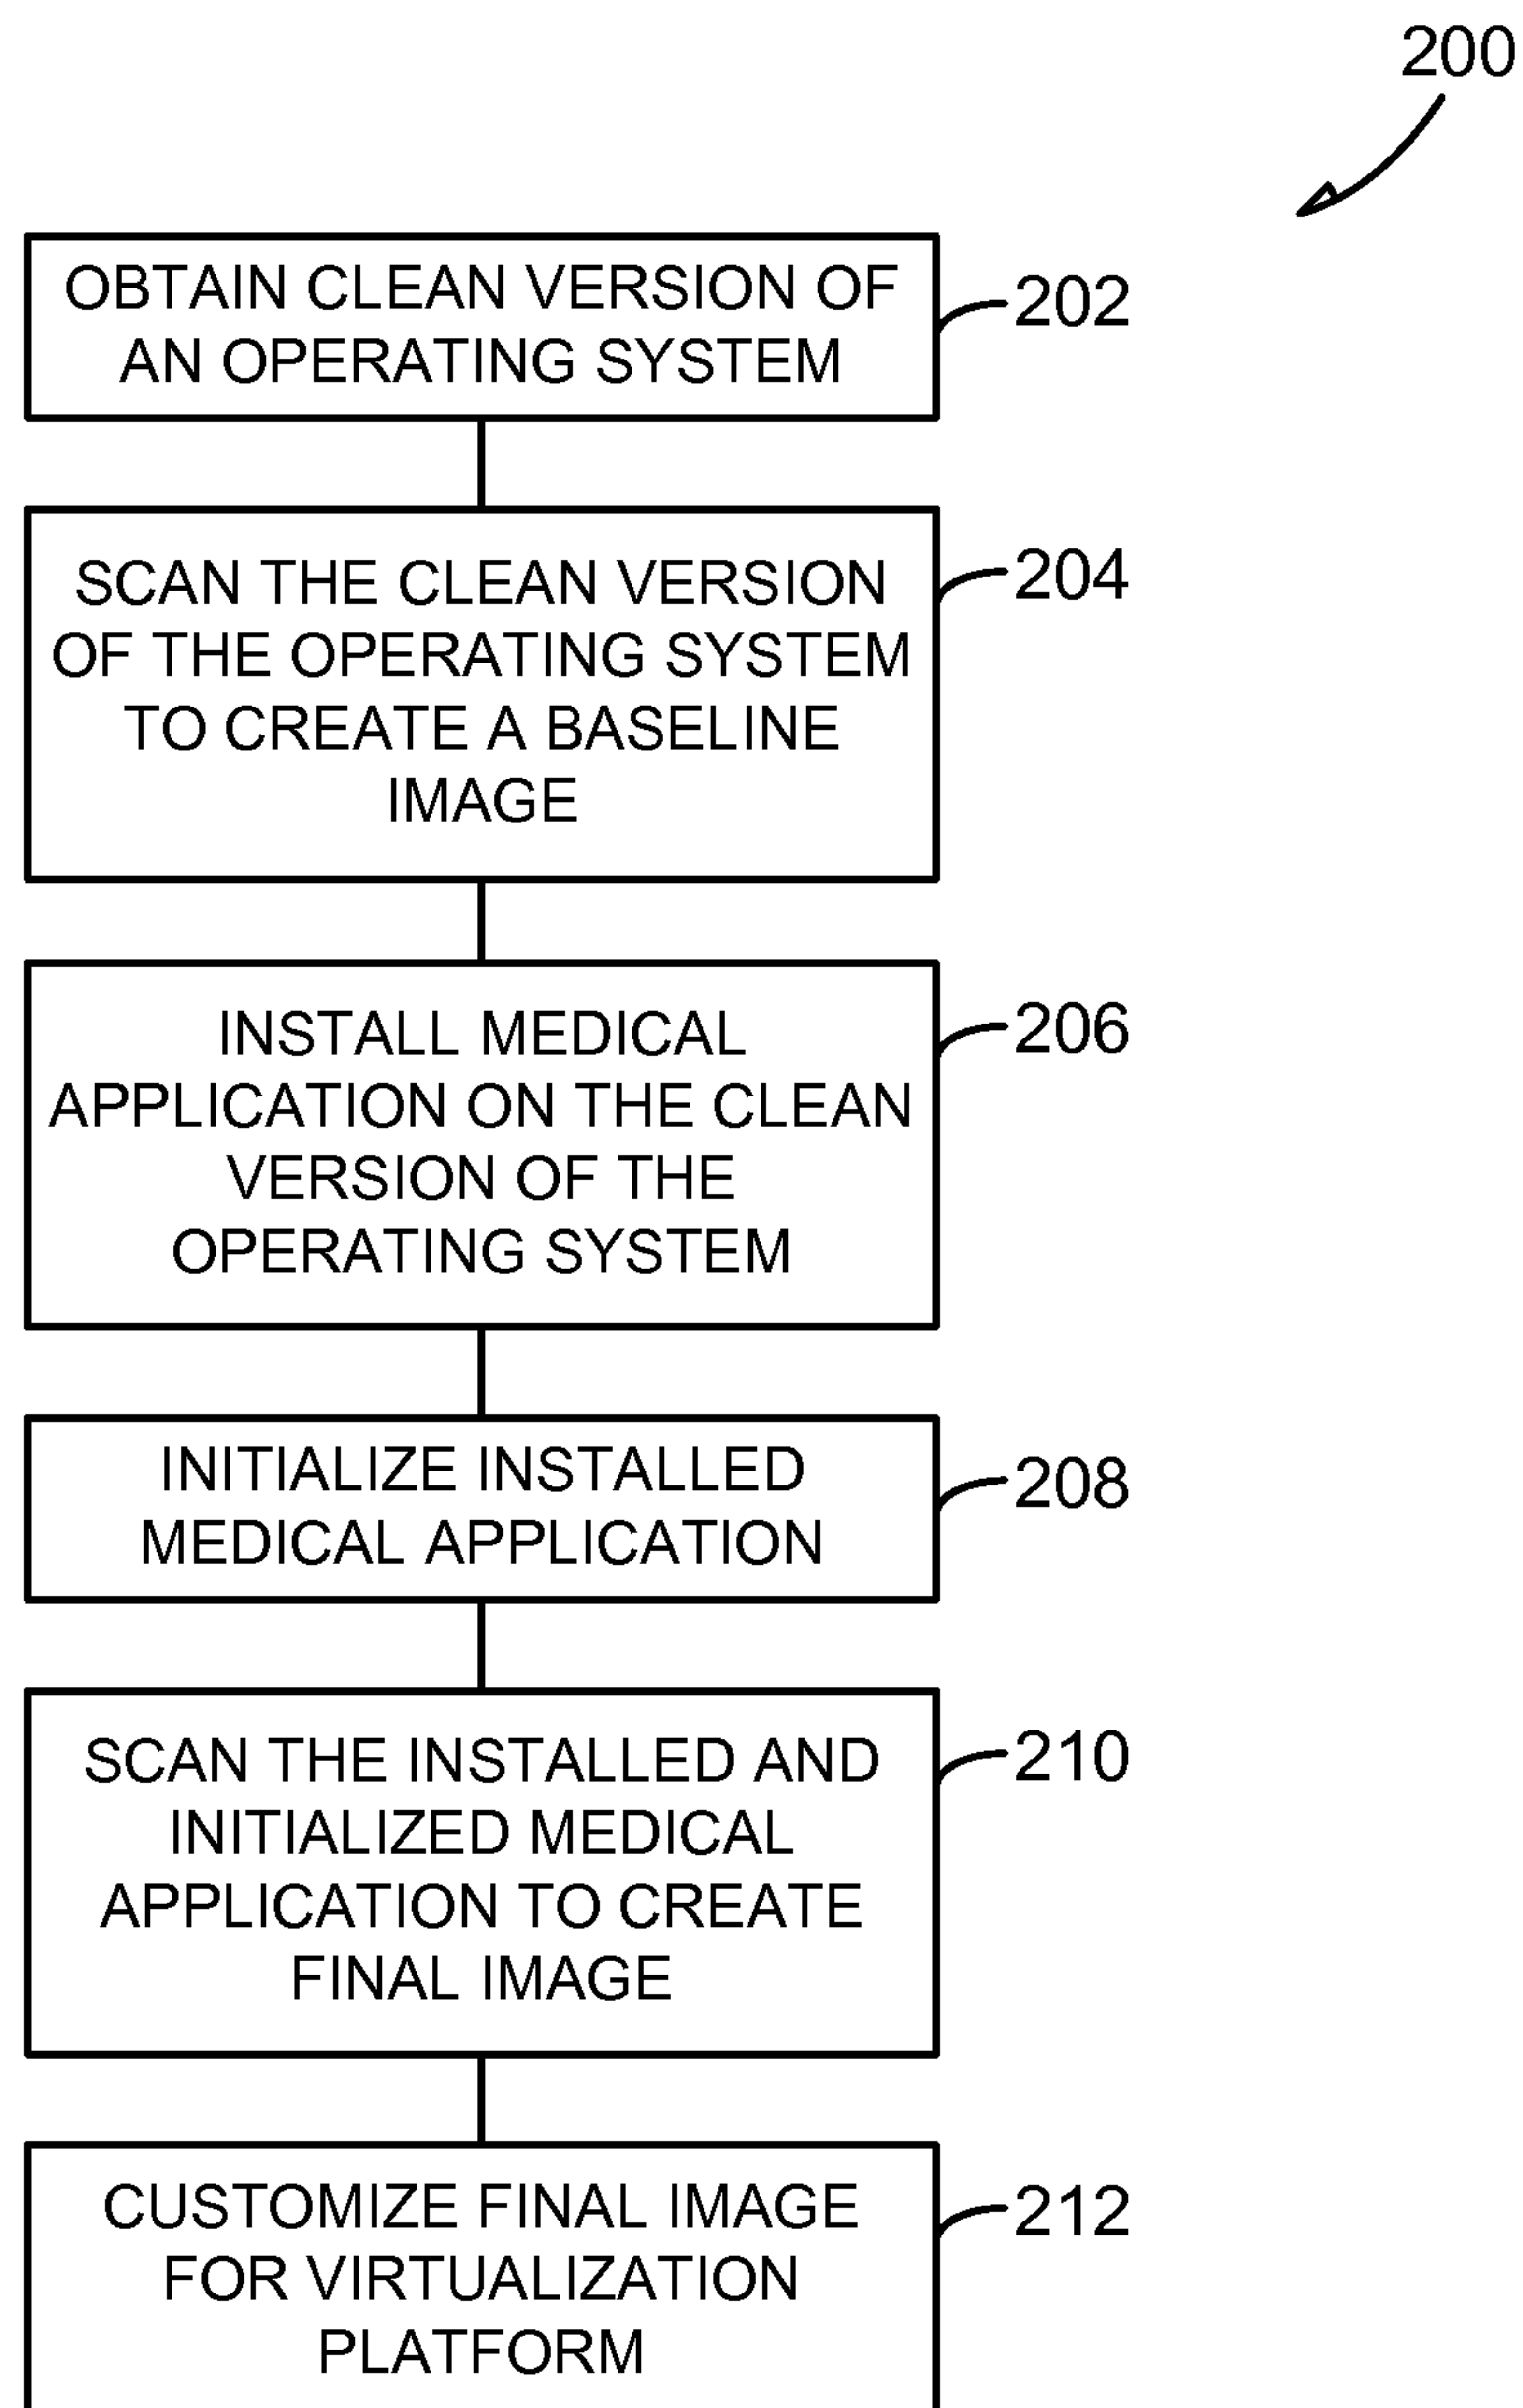 200
OBTAIN CLEAN VERSION OF
AN OPERATING SYSTEM
202
SCAN THE CLEAN VERSION
OF THE OPERATING SYSTEM
TO CREATE A BASELINE
IMAGE
204
INSTALL MEDICAL
APPLICATION ON THE CLEAN
VERSION OF THE
OPERATING SYSTEM
206
INITIALIZE INSTALLED
MEDICAL APPLICATION
208
SCAN THE INSTALLED AND
INITIALIZED MEDICAL
APPLICATION TO CREATE
FINAL IMAGE
210
CUSTOMIZE FINAL IMAGE
FOR VIRTUALIZATION
PLATFORM
212